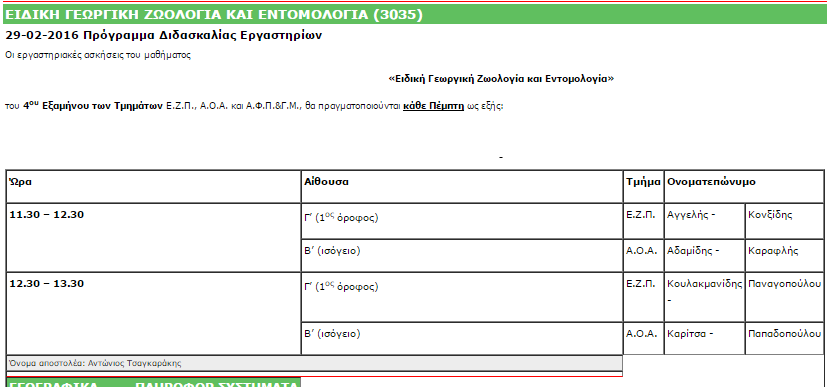 ΕΙΔΙΚΗ ΓΕΩΡΓΙΚΗ ΖΩΟΛΟΓΙΑ ΚΑΙ ΕΝΤΟΜΟΛΟΓΙΑ (3035)
29-02-2016 Πρόγραμμα Διδασκαλίας Εργαστηρίων
Οι εργαστηριακές ασκήσεις του μαθήματος
«Ειδική Γεωργική Ζωολογία και Εντομολογία»
του 4ου Εξαμήνου των Τμημάτων Ε.Ζ.Π., Α.Ο.Α. και Α.Φ.Π.&Γ.Μ., θα πραγματοποιούνται κάθε Πέμπτη ως εξής:
-
Ώρα Αίθουσα Τμήμα Ονοματεπώνυμο
11.30 – 12.30 Γ’ (1ος όροφος) Ε.Ζ.Π. Αγγελής - Κονξίδης
Β’ (ισόγειο) Α.Ο.Α. Αδαμίδης - Καραφλής
12.30 – 13.30 Γ’ (1ος όροφος) Ε.Ζ.Π. Κουλακμανίδης - Παναγοπούλου
Β’ (ισόγειο) Α.Ο.Α. Καρίτσα - Παπαδοπούλου
Όνομα αποστολέα: Αντώνιος Τσαγκαράκης
ΓΕΩΓΡΑΦΙΚΑ ΠΛΗΡΟΦΟΡ ΣΥΣΤΗΜΑΤΑ